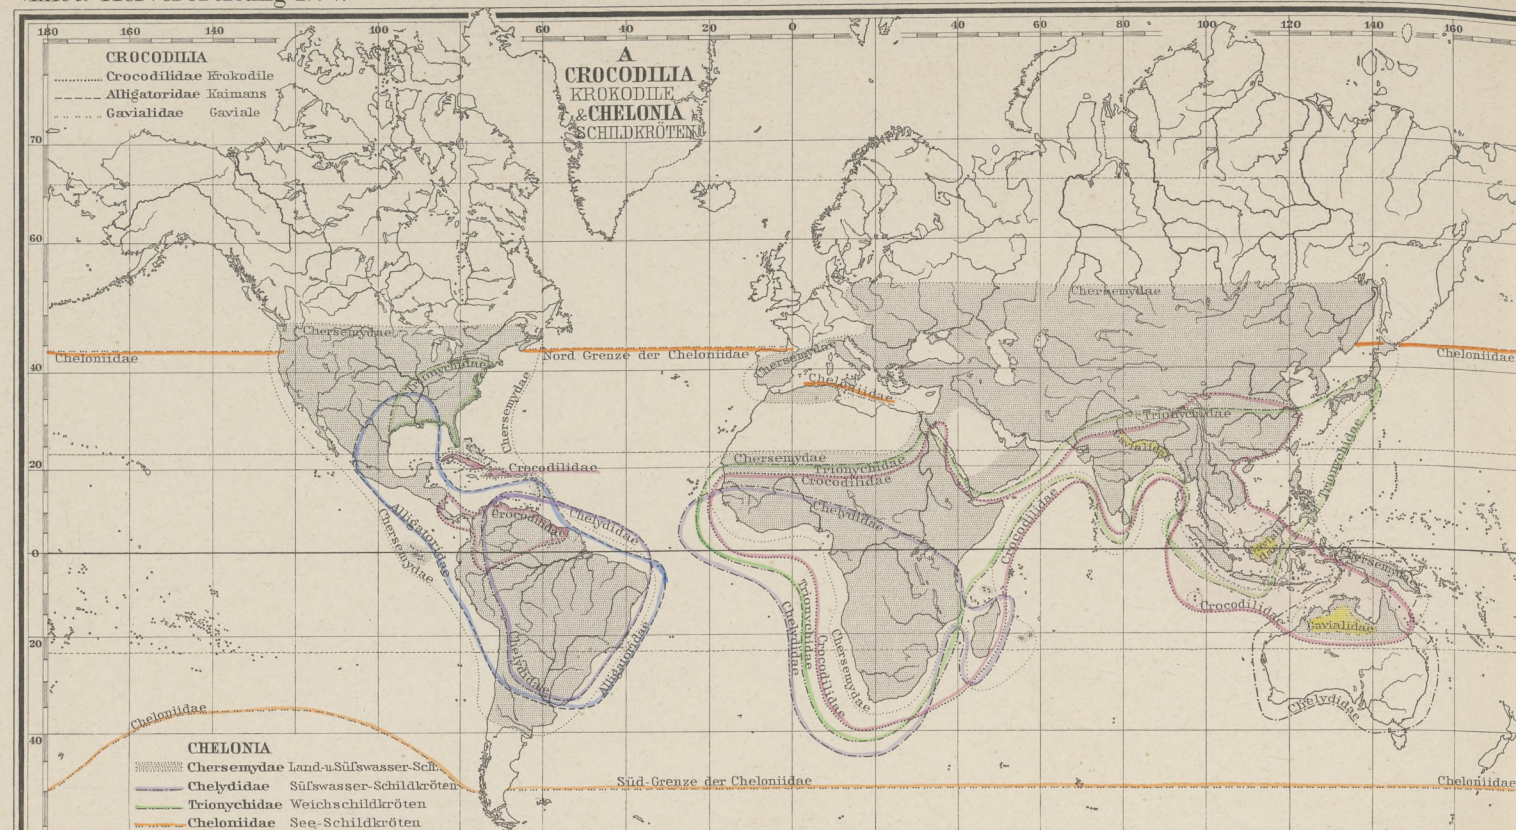 180 160 140 100 60 40 20 0 40 60 80 100 120 140 160
CROCODILIA
Crocodilidae Krokodile
Alligatoridae Kaimans
Gavialidae Gaviale
A
CROCODILIA
KROKODILE
& CHELONIA
SCHILDKRÖTEN
70
60
Chersemydae
Chersemydae
Cheloniidae
Nord Grenze der Cheloniidae
Chersemydae
Cheloniidae
40
Trionychidae
Cheloniidae
Chersemydae
Trionychidae
Trionychidae
Chersemydae
Trionychidae
20
Crocodilidae
Crocodilidae
Alligatoridae
Crocodilidae
Chelydidae
Chelydidae
Crocodilidae
Chersemydae
0
Chersemydae
Trionychidae
Chelydidae
Crocodilidae
Chersemydae
Crocodilidae
Gavialidae
20
Chelydidae
Alligatoridae
Chelydidae
Cheloniidae
40
CHELONIA
Chersemydae Land-u.Süfswasser-Sch.
Chelydidae Süfswasser-Schildkröten
Trionychidae Weichschildkröten
Cheloniidae See-Schildkröten
Süd-Grenze der Cheloniidae
Cheloniidae